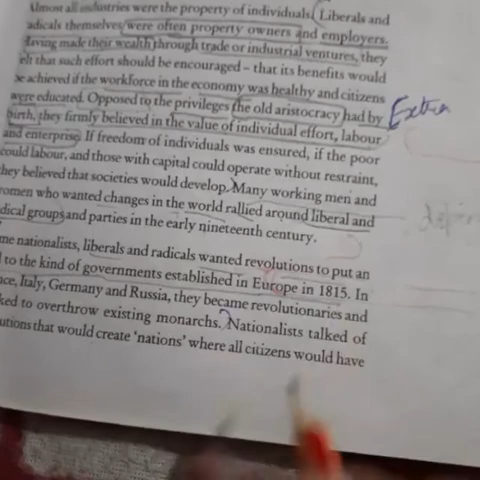 Almost all industries were the property of individuals. Liberals and
adicals themselves were often property owners and employers.
Having made their wealth through trade or industrial ventures, they
elt that such effort should be encouraged – that its benefits would
be achieved if the workforce in the economy was healthy and citizens
were educated. Opposed to the privileges the old aristocracy had by
Extra
birth, they firmly believed in the value of individual effort, labour
and enterprise. If freedom of individuals was ensured, if the poor
could labour, and those with capital could operate without restraint,
they believed that societies would develop. Many working men and
women who wanted changes in the world rallied around liberal and
dical groups and parties in the early nineteenth century.
me nationalists, liberals and radicals wanted revolutions to put an
to the kind of governments established in Europe in 1815. In
ce, Italy, Germany and Russia, they became revolutionaries and
ked to overthrow existing monarchs. Nationalists talked of
utions that would create ‘nations’ where all citizens would have